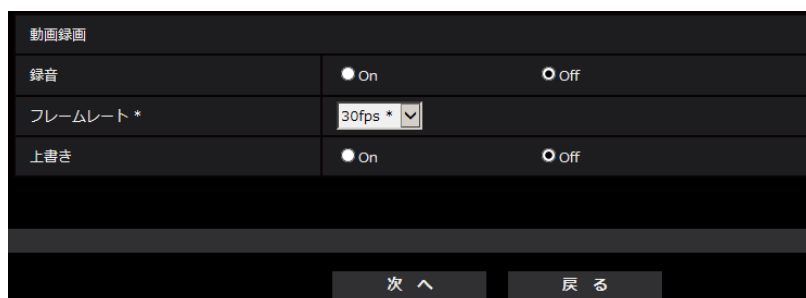 動画録画
録音 On Off
フレームレート * 30fps *
上書き On Off
次 へ 戻 る